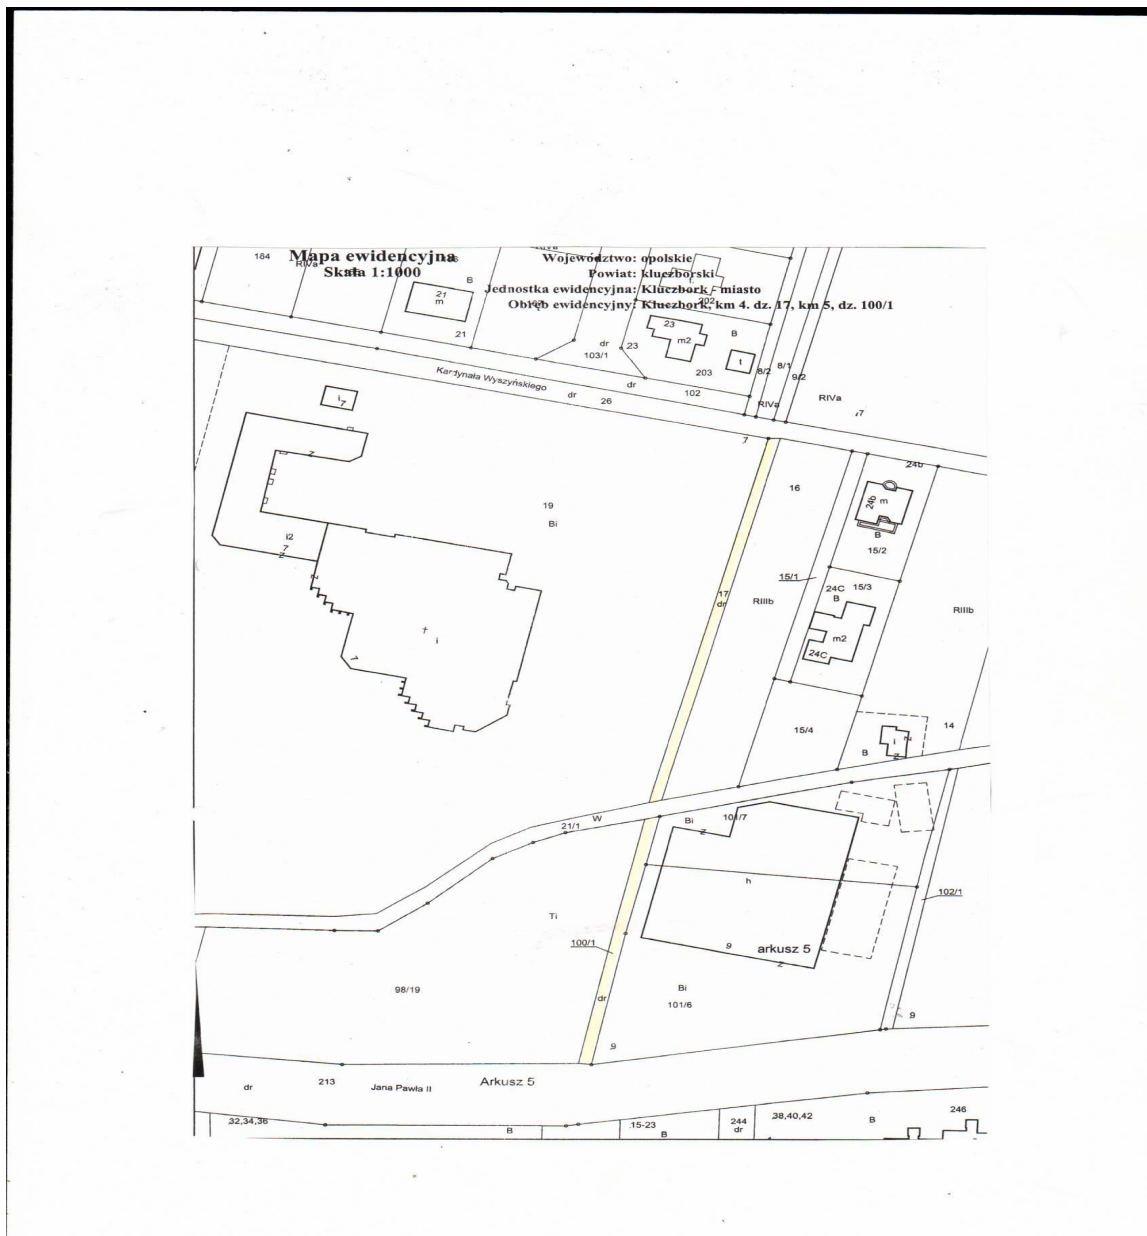 184
Mapa ewidencyjna
Skala 1:1000
RIVa
Województwo: opolskie
Powiat: kluczborski
Jednostka ewidencyjna: Kluczbork - miasto
Obręb ewidencyjny: Kluczbork, km 4. dz. 17, km 5, dz. 100/1
B
21
m
21
202
23
m2
B
t
dr
103/1
23
203
8/2
8/1
9/2
Kardynała Wyszyńskiego
dr
26
dr
102
RIVa
RIVa
7
i
7
7
z
16
24b
24b
m
B
15/2
19
Bi
i2
7
z
z
15/1
24C
B
15/3
17
dr
RIIIb
RIIIb
m2
24C
i
7
15/4
14
i
z
z
B
W
21/1
Bi
101/7
z
h
102/1
Ti
100/1
9
arkusz 5
z
98/19
dr
Bi
101/6
9
9
dr
213
Jana Pawła II
Arkusz 5
32,34,36
B
15-23
B
244
dr
38,40,42
B
246